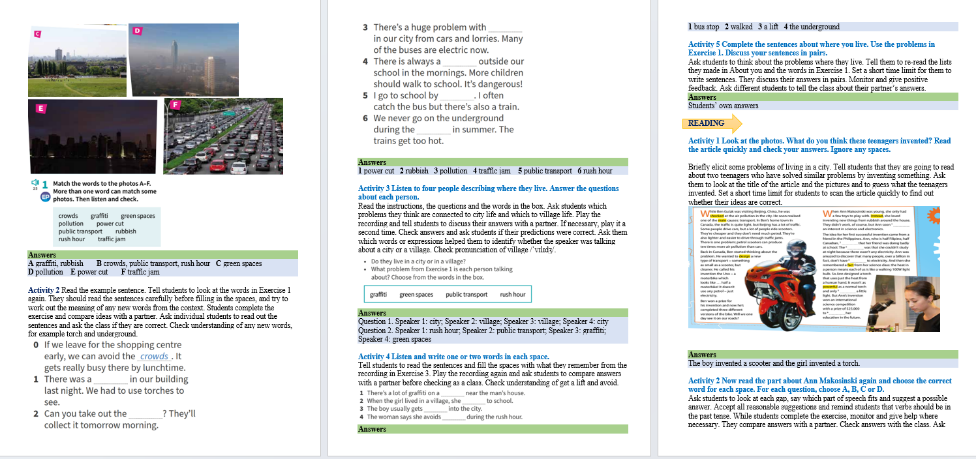 C
D
E
F
1 Match the words to the photos A–F.
More than one word can match some
photos. Then listen and check.
crowds graffiti green spaces
pollution power cut
public transport rubbish
rush hour traffic jam
Answers
A graffiti, rubbish B crowds, public transport, rush hour C green spaces
D pollution E power cut F traffic jam
Activity 2 Read the example sentence. Tell students to look at the words in Exercise 1
again. They should read the sentences carefully before filling in the spaces, and try to
work out the meaning of any new words from the context. Students complete the
exercise and compare ideas with a partner. Ask individual students to read out the
sentences and ask the class if they are correct. Check understanding of any new words,
for example torch and underground.
0 If we leave for the shopping centre
early, we can avoid the crowds . It
gets really busy there by lunchtime.
1 There was a ______ in our building
last night. We had to use torches to
see.
2 Can you take out the ______ ? They'll
collect it tomorrow morning.
3 There's a huge problem with ______
in our city from cars and lorries. Many
of the buses are electric now.
4 There is always a ______ outside our
school in the mornings. More children
should walk to school. It's dangerous!
5 I go to school by ______ . I often
catch the bus but there's also a train.
6 We never go on the underground
during the ______ in summer. The
trains get too hot.
Answers
1 power cut 2 rubbish 3 pollution 4 traffic jam 5 public transport 6 rush hour
Activity 3 Listen to four people describing where they live. Answer the questions
about each person.
Read the instructions, the questions and the words in the box. Ask students which
problems they think are connected to city life and which to village life. Play the
recording and tell students to discuss their answers with a partner. If necessary, play it a
second time. Check answers and ask students if their predictions were correct. Ask them
which words or expressions helped them to identify whether the speaker was talking
about a city or a village. Check pronunciation of village /'vɪlɪdʒ/.
• Do they live in a city or in a village?
• What problem from Exercise 1 is each person talking
about? Choose from the words in the box.
graffiti green spaces public transport rush hour
Answers
Question 1. Speaker 1: city; Speaker 2: village; Speaker 3: village; Speaker 4: city
Question 2. Speaker 1: rush hour; Speaker 2: public transport; Speaker 3: graffiti;
Speaker 4: green spaces
Activity 4 Listen and write one or two words in each space.
Tell students to read the sentences and fill the spaces with what they remember from the
recording in Exercise 3. Play the recording again and ask students to compare answers
with a partner before checking as a class. Check understanding of get a lift and avoid.
1 There's a lot of graffiti on a ______ near the man's house.
2 When the girl lived in a village, she ______ to school.
3 The boy usually gets ______ into the city.
4 The woman says she avoids ______ during the rush hour.
Answers
1 bus stop 2 walked 3 a lift 4 the underground
Activity 5 Complete the sentences about where you live. Use the problems in
Exercise 1. Discuss your sentences in pairs.
Ask students to think about the problems where they live. Tell them to re-read the lists
they made in About you and the words in Exercise 1. Set a short time limit for them to
write sentences. They discuss their answers in pairs. Monitor and give positive
feedback. Ask different students to tell the class about their partner's answers.
Answers
Students' own answers
READING
Activity 1 Look at the photos. What do you think these teenagers invented? Read
the article quickly and check your answers. Ignore any spaces.
Briefly elicit some problems of living in a city. Tell students that they are going to read
about two teenagers who have solved similar problems by inventing something. Ask
them to look at the title of the article and the pictures and to guess what the teenagers
invented. Set a short time limit for students to scan the article quickly to find out
whether their ideas are correct.
Answers
The boy invented a scooter and the girl invented a torch.
Activity 2 Now read the part about Ann Makosinski again and choose the correct
word for each space. For each question, choose A, B, C or D.
Ask students to look at each gap, say which part of speech fits and suggest a possible
answer. Accept all reasonable suggestions and remind students that verbs should be in
the past tense. While students complete the exercise, monitor and give help where
necessary. They compare answers with a partner. Check answers with the class. Ask